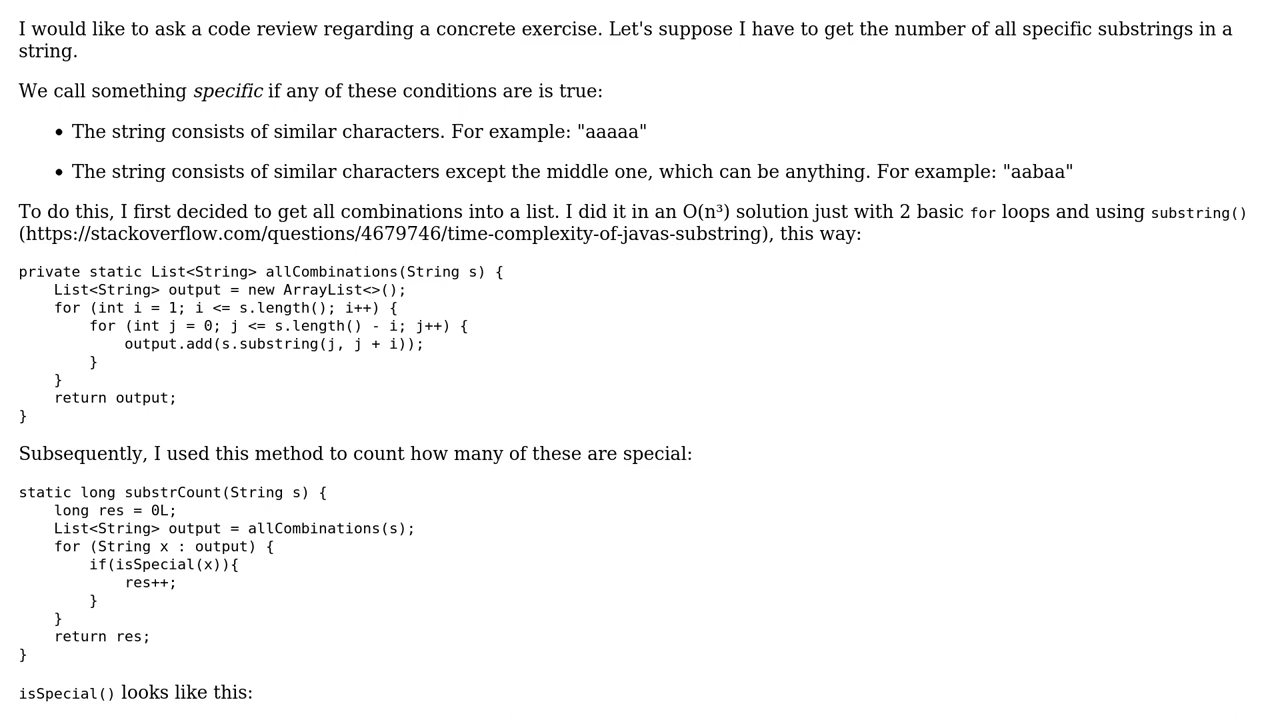 I would like to ask a code review regarding a concrete exercise. Let's suppose I have to get the number of all specific substrings in a
string.
We call something specific if any of these conditions are is true:
• The string consists of similar characters. For example: "aaaaa"
• The string consists of similar characters except the middle one, which can be anything. For example: "aabaa"
To do this, I first decided to get all combinations into a list. I did it in an O(n³) solution just with 2 basic for loops and using substring()
(https://stackoverflow.com/questions/4679746/time-complexity-of-javas-substring), this way:
private static List<String> allCombinations(String s) {
    List<String> output = new ArrayList<>();
    for (int i = 1; i <= s.length(); i++) {
        for (int j = 0; j <= s.length() - i; j++) {
            output.add(s.substring(j, j + i));
        }
    }
    return output;
}
Subsequently, I used this method to count how many of these are special:
static long substrCount(String s) {
    long res = 0L;
    List<String> output = allCombinations(s);
    for (String x : output) {
        if(isSpecial(x)){
            res++;
        }
    }
    return res;
}
isSpecial() looks like this: